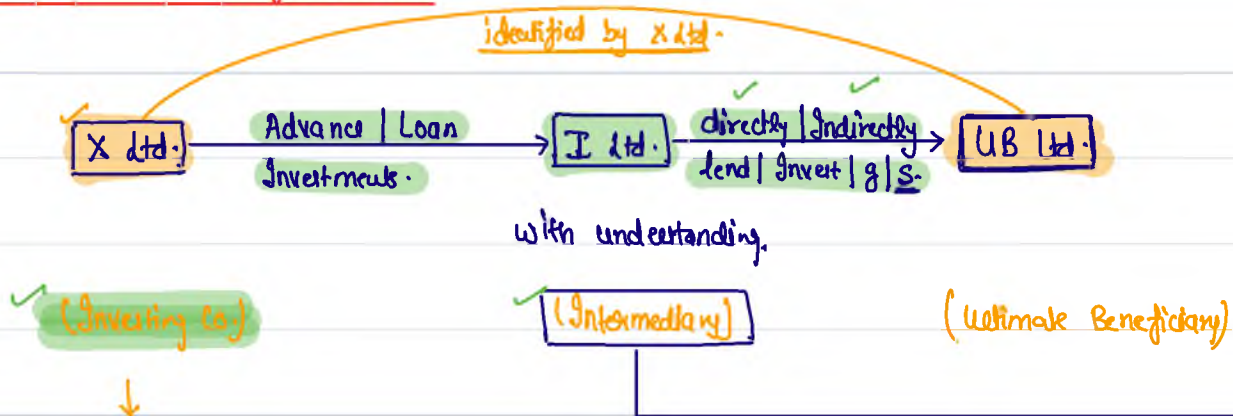 identified by X Ltd.
X Ltd.
Advance | Loan
Investments.
I Ltd.
directly | Indirectly
lend | Invest | g | S.
UB Ltd.
with understanding.
(Investing Co.)
(Intermediary)
(Ultimate Beneficiary)